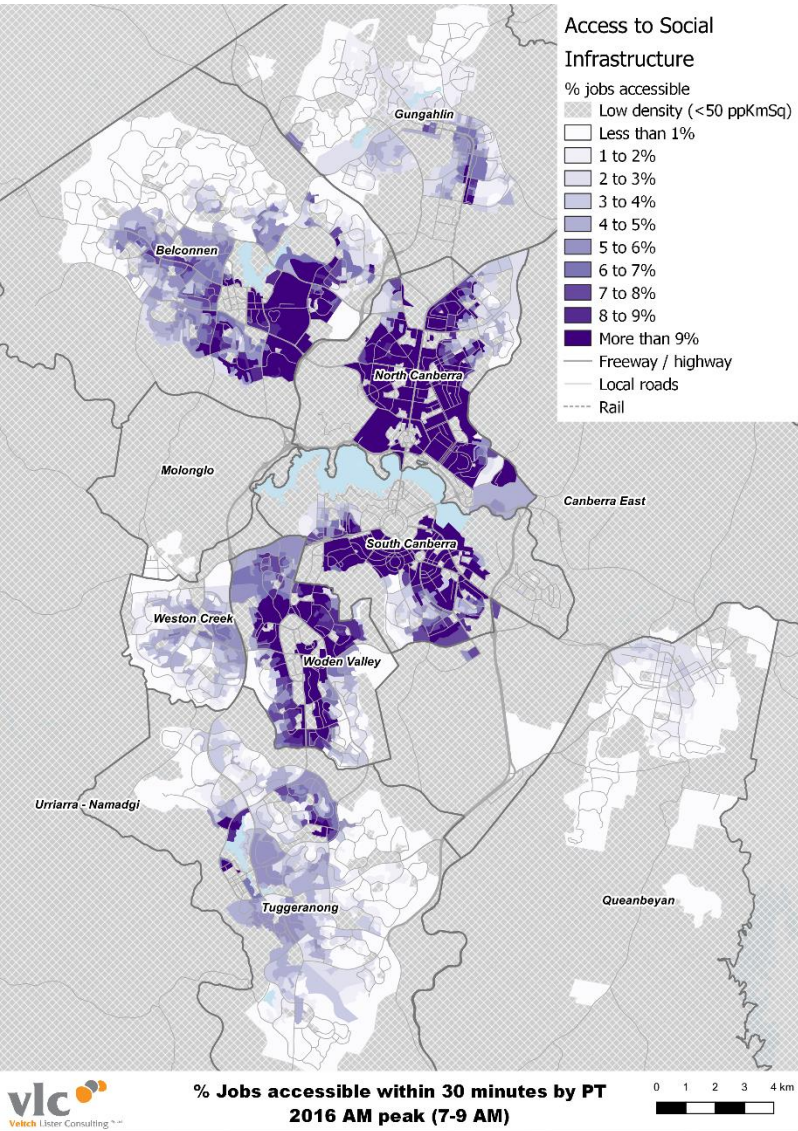 Access to Social
Infrastructure
% jobs accessible
Low density (<50 ppKmSq)
Less than 1%
1 to 2%
2 to 3%
3 to 4%
4 to 5%
5 to 6%
6 to 7%
7 to 8%
8 to 9%
More than 9%
Freeway / highway
Local roads
Rail
Gungahlin
Belconnen
North Canberra
Molonglo
Canberra East
South Canberra
Weston Creek
Woden Valley
Urriarra - Namadgi
Tuggeranong
Queanbeyan
vlc
Veitch Lister Consulting
% Jobs accessible within 30 minutes by PT
2016 AM peak (7-9 AM)
0 1 2 3 4 km